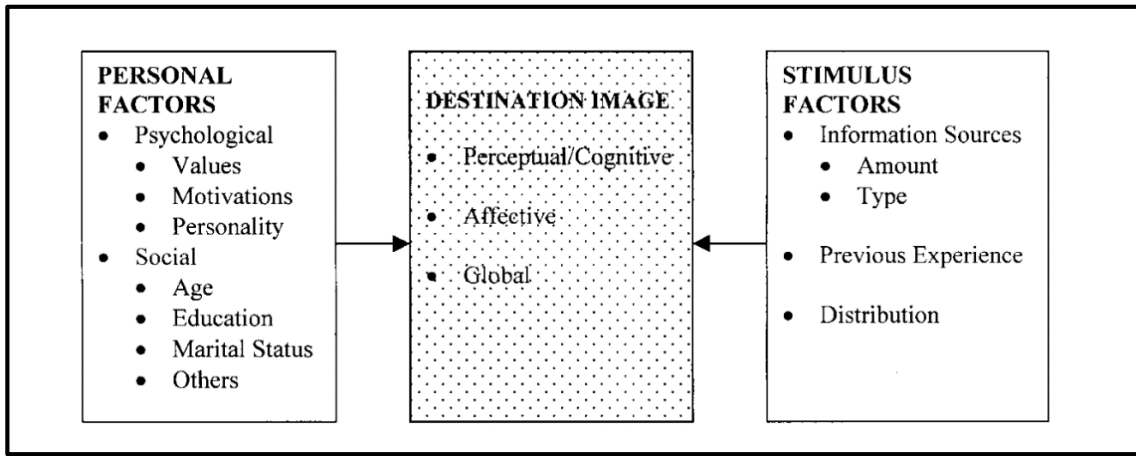 PERSONAL
FACTORS
• Psychological
• Values
• Motivations
• Personality
• Social
• Age
• Education
• Marital Status
• Others
DESTINATION IMAGE
• Perceptual/Cognitive
• Affective
• Global
STIMULUS
FACTORS
• Information Sources
• Amount
• Type
• Previous Experience
• Distribution